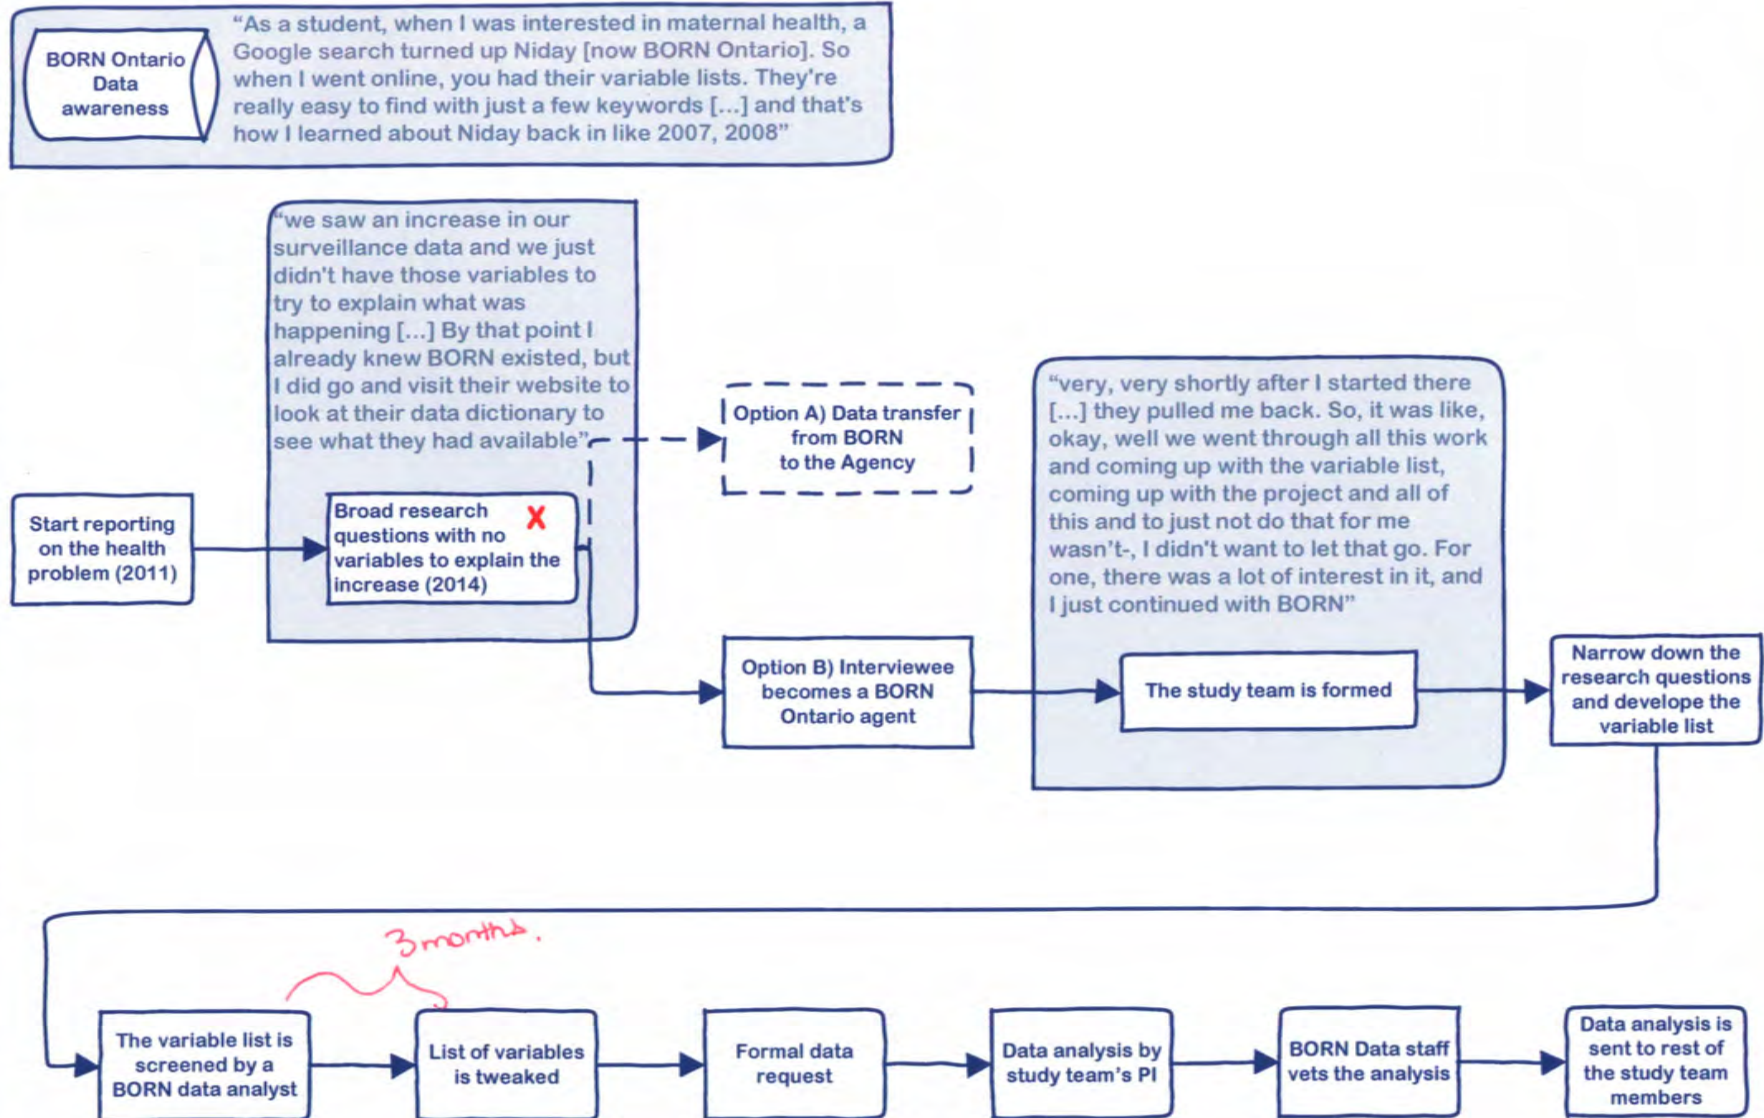 BORN Ontario
Data
awareness
“As a student, when I was interested in maternal health, a
Google search turned up Niday [now BORN Ontario]. So
when I went online, you had their variable lists. They're
really easy to find with just a few keywords [...] and that's
how I learned about Niday back in like 2007, 2008”
“we saw an increase in our
surveillance data and we just
didn't have those variables to
try to explain what was
happening [...] By that point I
already knew BORN existed, but
I did go and visit their website to
look at their data dictionary to
see what they had available”
Start reporting
on the health
problem (2011)
Broad research
questions with no
variables to explain the
increase (2014)
X
Option A) Data transfer
from BORN
to the Agency
Option B) Interviewee
becomes a BORN
Ontario agent
“very, very shortly after I started there
[...] they pulled me back. So, it was like,
okay, well we went through all this work
and coming up with the variable list,
coming up with the project and all of
this and to just not do that for me
wasn't-, I didn't want to let that go. For
one, there was a lot of interest in it, and
I just continued with BORN”
The study team is formed
Narrow down the
research questions
and develope the
variable list
3 months.
The variable list is
screened by a
BORN data analyst
List of variables
is tweaked
Formal data
request
Data analysis by
study team's PI
BORN Data staff
vets the analysis
Data analysis is
sent to rest of
the study team
members